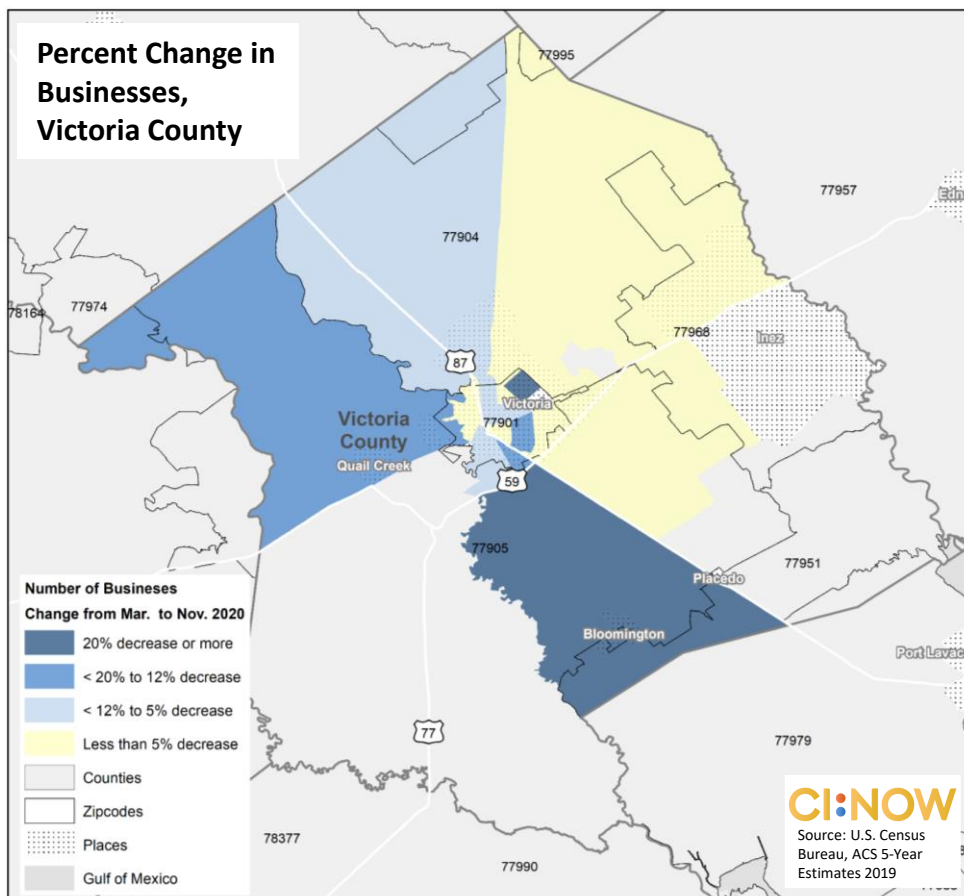 Percent Change in
Businesses,
Victoria County
77995
77957
77904
77974
78164
77968
Inez
87
Victoria
77901
Victoria
County
Quail Creek
59
77905
77951
Placedo
Bloomington
Port Lavac
77
77979
78377
77990
Number of Busineses
Change from Mar. to Nov. 2020
20% decrease or more
< 20% to 12% decrease
< 12% to 5% decrease
Less than 5% decrease
Counties
Zipcodes
Places
Gulf of Mexico
CI:NOW
Source: U.S. Census
Bureau, ACS 5-Year
Estimates 2019